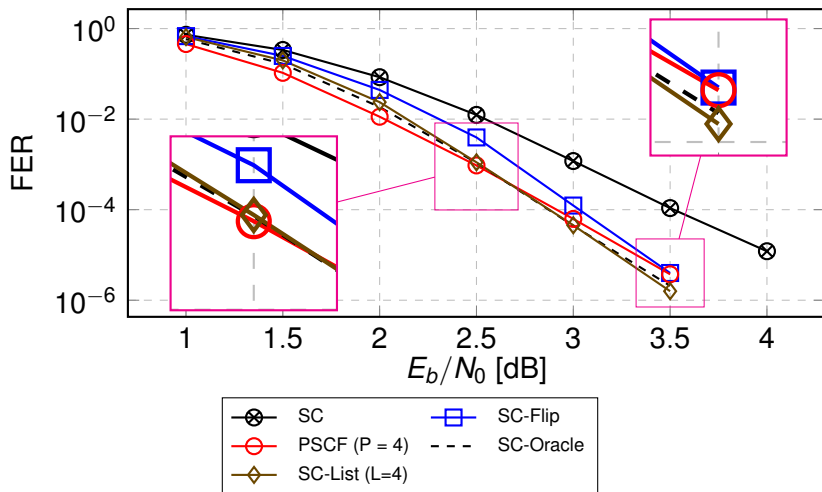 10^0
10^−2
10^−4
10^−6
FER
1 1.5 2 2.5 3 3.5 4
E_b/N_0 [dB]
SC SC-Flip
PSCF (P = 4) SC-Oracle
SC-List (L=4)